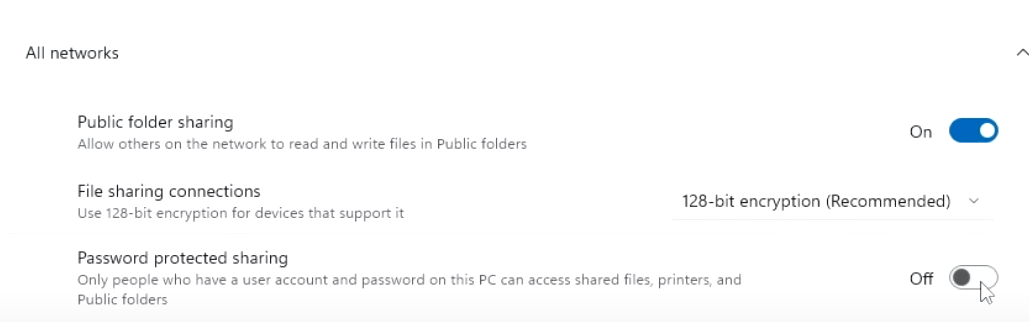 All networks
Public folder sharing
Allow others on the network to read and write files in Public folders
On
File sharing connections
Use 128-bit encryption for devices that support it
128-bit encryption (Recommended)
Password protected sharing
Only people who have a user account and password on this PC can access shared files, printers, and
Public folders
Off